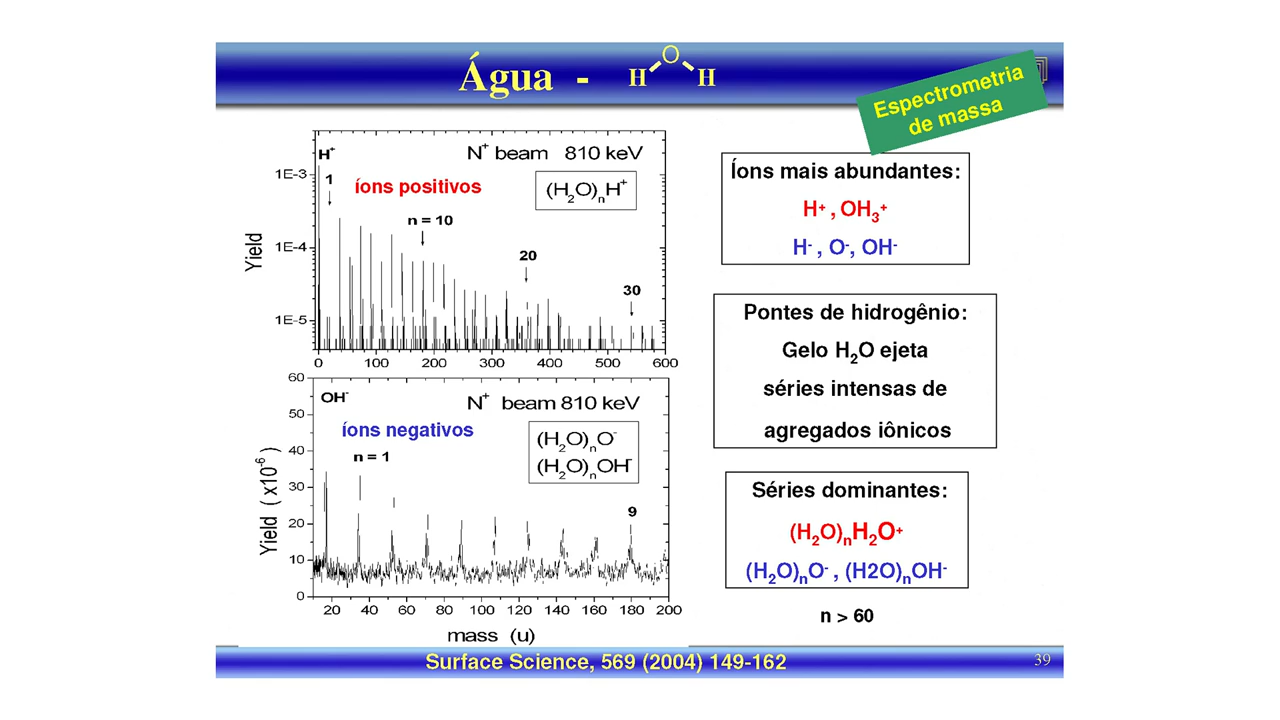 Água - H O H
Espectrometria
de massa
H⁺
N⁺ beam 810 keV
1E-3
1
íons positivos
(H₂O)ₙH⁺
n = 10
Yield
1E-4
20
30
1E-5
0 100 200 300 400 500 600
60
OH⁻
N⁺ beam 810 keV
50
íons negativos
(H₂O)ₙO⁻
40
n = 1
(H₂O)ₙOH⁻
Yield (x10⁻⁶)
30
9
20
10
0
20 40 60 80 100 120 140 160 180 200
mass (u)
Íons mais abundantes:
H⁺ , OH₃⁺
H⁻ , O⁻, OH⁻
Pontes de hidrogênio:
Gelo H₂O ejeta
séries intensas de
agregados iônicos
Séries dominantes:
(H₂O)ₙH₂O⁺
(H₂O)ₙO⁻ , (H2O)ₙOH⁻
n > 60
Surface Science, 569 (2004) 149-162
39